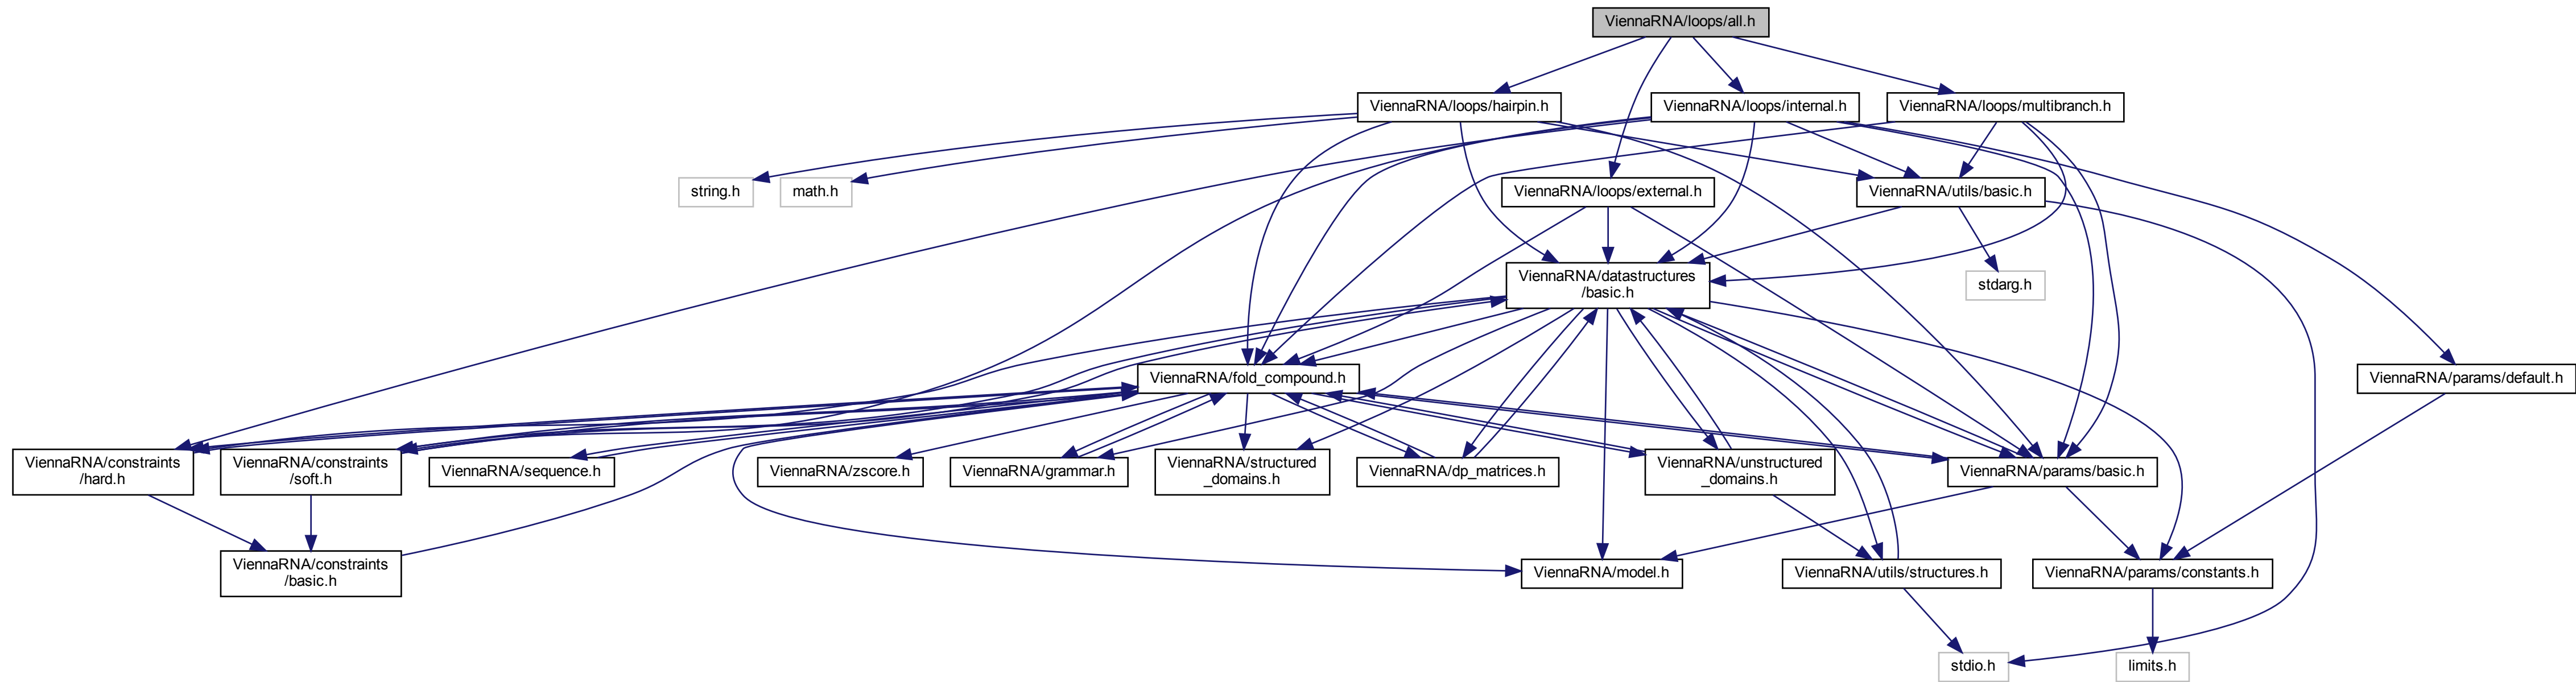 ViennaRNA/loops/all.h
ViennaRNA/loops/hairpin.h
ViennaRNA/loops/internal.h
ViennaRNA/loops/multibranch.h
string.h
math.h
ViennaRNA/loops/external.h
ViennaRNA/utils/basic.h
ViennaRNA/datastructures
/basic.h
stdarg.h
ViennaRNA/fold_compound.h
ViennaRNA/params/default.h
ViennaRNA/constraints
/hard.h
ViennaRNA/constraints
/soft.h
ViennaRNA/sequence.h
ViennaRNA/zscore.h
ViennaRNA/grammar.h
ViennaRNA/structured
_domains.h
ViennaRNA/dp_matrices.h
ViennaRNA/unstructured
_domains.h
ViennaRNA/params/basic.h
ViennaRNA/constraints
/basic.h
ViennaRNA/model.h
ViennaRNA/utils/structures.h
ViennaRNA/params/constants.h
stdio.h
limits.h